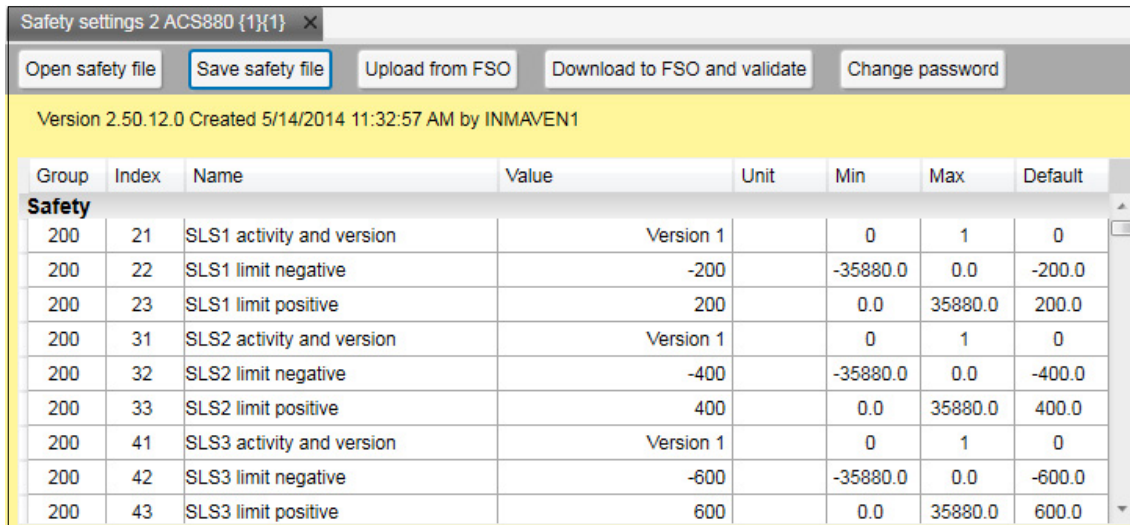 Safety settings 2 ACS880 {1}{1} ×
Open safety file Save safety file Upload from FSO Download to FSO and validate Change password
Version 2.50.12.0 Created 5/14/2014 11:32:57 AM by INMAVEN1
Group Index Name Value Unit Min Max Default
Safety
200 21 SLS1 activity and version Version 1 0 1 0
200 22 SLS1 limit negative -200 -35880.0 0.0 -200.0
200 23 SLS1 limit positive 200 0.0 35880.0 200.0
200 31 SLS2 activity and version Version 1 0 1 0
200 32 SLS2 limit negative -400 -35880.0 0.0 -400.0
200 33 SLS2 limit positive 400 0.0 35880.0 400.0
200 41 SLS3 activity and version Version 1 0 1 0
200 42 SLS3 limit negative -600 -35880.0 0.0 -600.0
200 43 SLS3 limit positive 600 0.0 35880.0 600.0